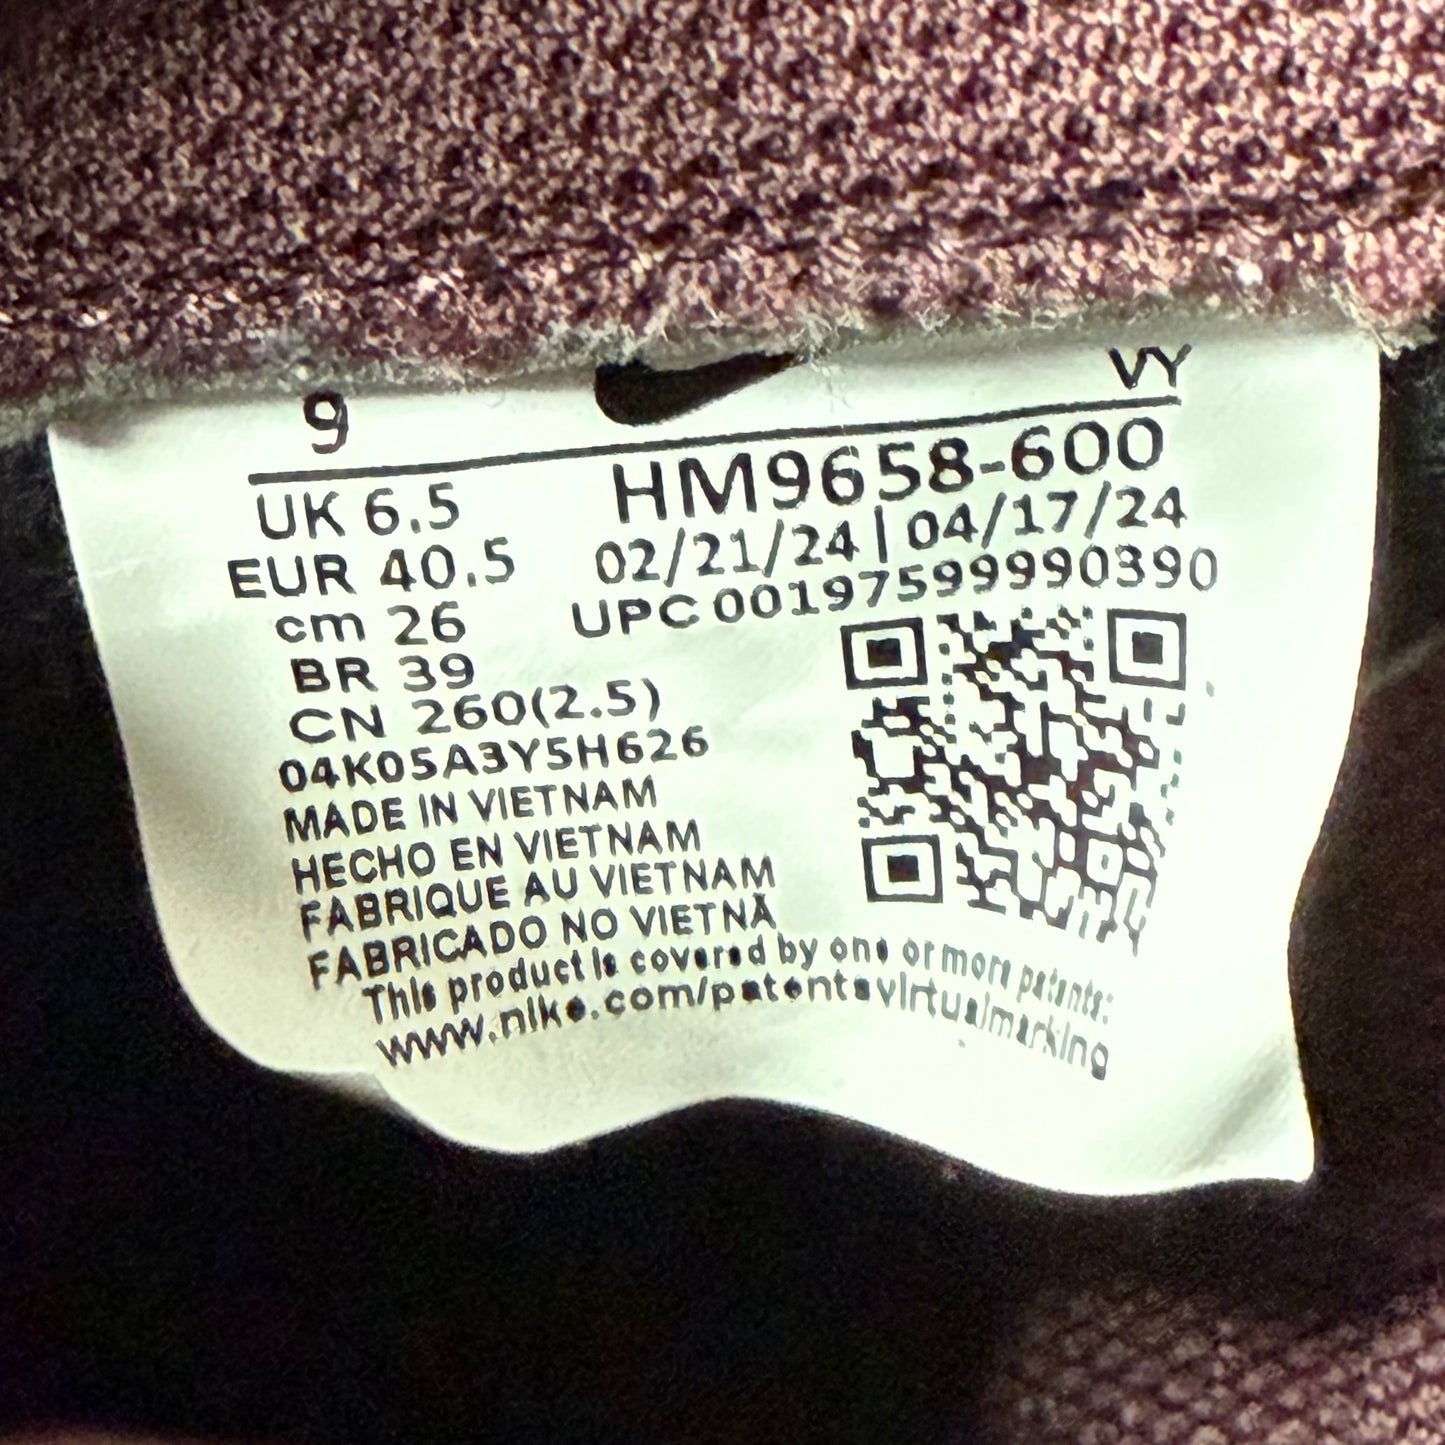 9 VY
UK 6.5 HM9658-600
EUR 40.5 02/21/24 | 04/17/24
cm 26 UPC 00197599990390
BR 39
CN 260(2.5)
04K05A3Y5H626
MADE IN VIETNAM
HECHO EN VIETNAM
FABRIQUE AU VIETNAM
FABRICADO NO VIETNÃ
This product is covered by one or more patents:
www.nike.com/patentsvirtualmarking